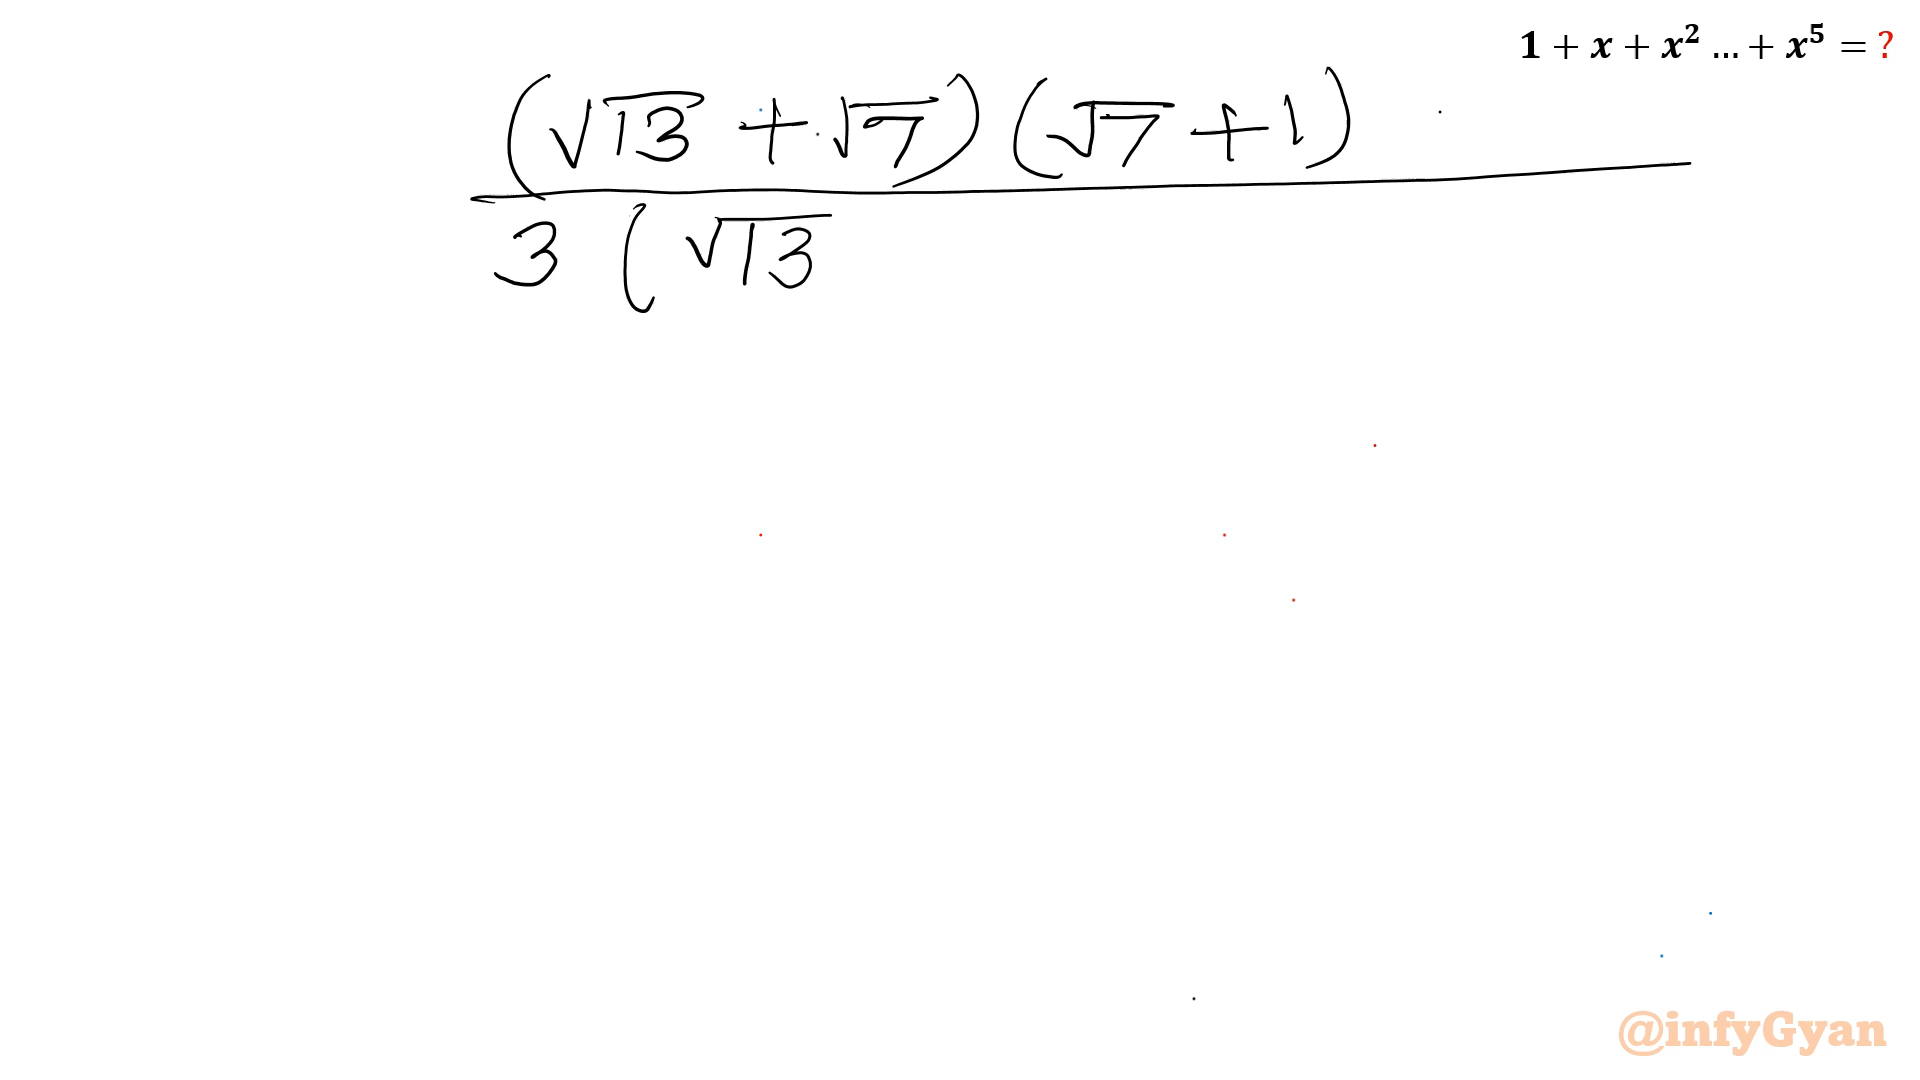 1 + x + x² ... + x⁵ = ?
(√13 + √7) (√7 + 1)
3 ( √13
@infyGyan